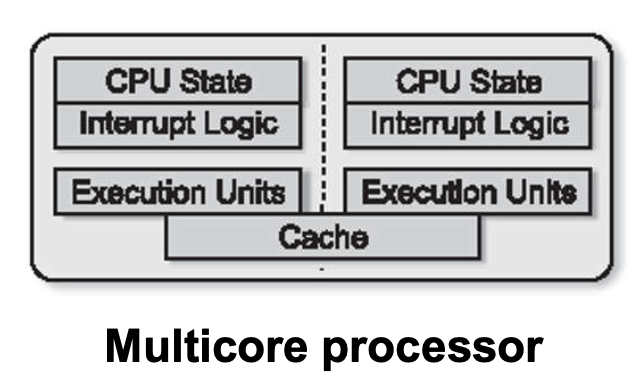 CPU State
Interrupt Logic
Execution Units
CPU State
Interrupt Logic
Execution Units
Cache
Multicore processor